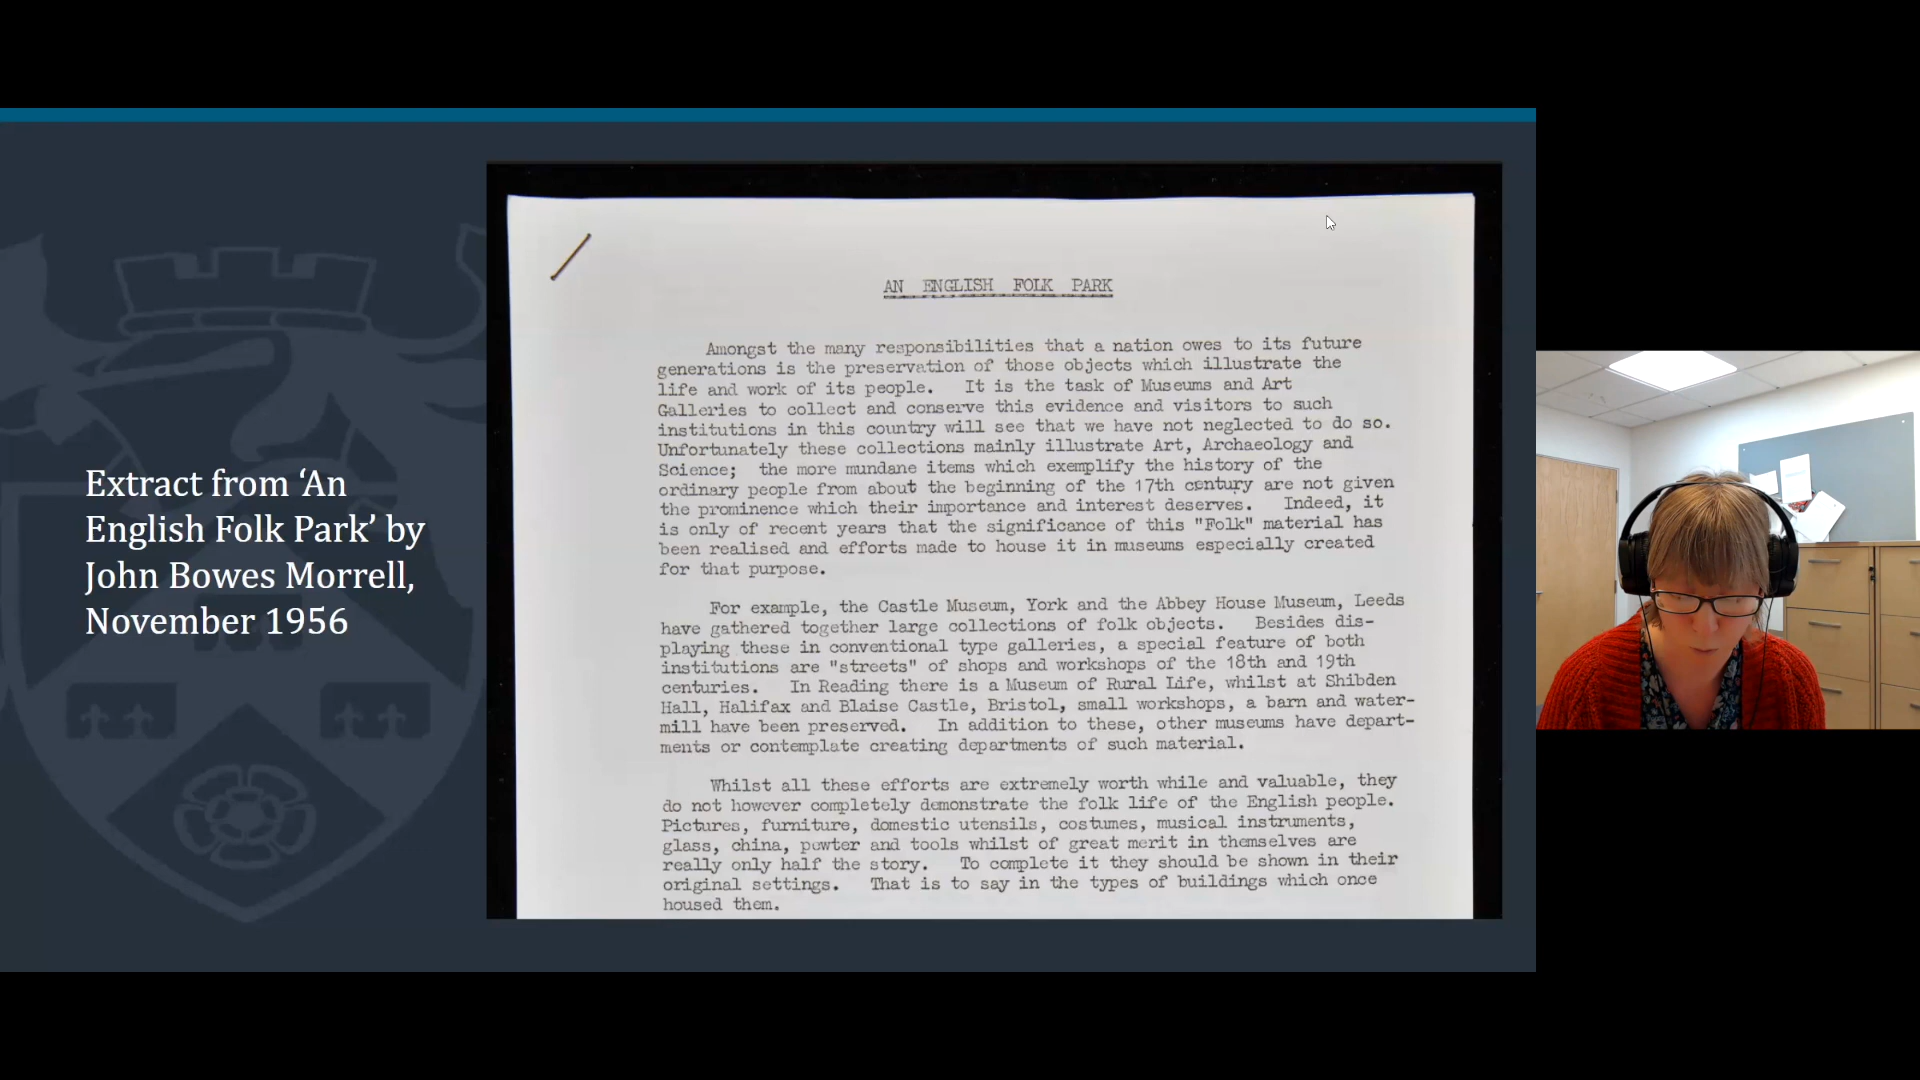 Extract from ‘An
English Folk Park’ by
John Bowes Morrell,
November 1956
AN ENGLISH FOLK PARK
Amongst the many responsibilities that a nation owes to its future
generations is the preservation of those objects which illustrate the
life and work of its people. It is the task of Museums and Art
Galleries to collect and conserve this evidence and visitors to such
institutions in this country will see that we have not neglected to do so.
Unfortunately these collections mainly illustrate Art, Archaeology and
Science; the more mundane items which exemplify the history of the
ordinary people from about the beginning of the 17th century are not given
the prominence which their importance and interest deserves. Indeed, it
is only of recent years that the significance of this "Folk" material has
been realised and efforts made to house it in museums especially created
for that purpose.
For example, the Castle Museum, York and the Abbey House Museum, Leeds
have gathered together large collections of folk objects. Besides dis-
playing these in conventional type galleries, a special feature of both
institutions are "streets" of shops and workshops of the 18th and 19th
centuries. In Reading there is a Museum of Rural Life, whilst at Shibden
Hall, Halifax and Blaise Castle, Bristol, small workshops, a barn and water-
mill have been preserved. In addition to these, other museums have depart-
ments or contemplate creating departments of such material.
Whilst all these efforts are extremely worth while and valuable, they
do not however completely demonstrate the folk life of the English people.
Pictures, furniture, domestic utensils, costumes, musical instruments,
glass, china, pewter and tools whilst of great merit in themselves are
really only half the story. To complete it they should be shown in their
original settings. That is to say in the types of buildings which once
housed them.